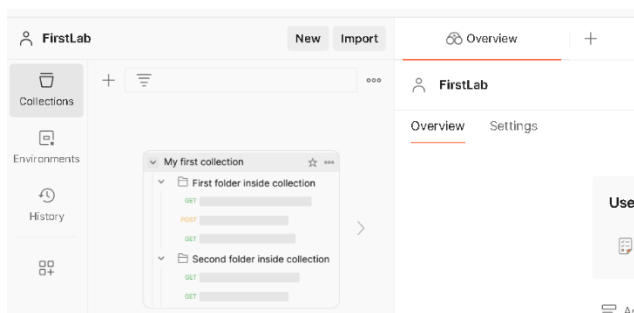 FirstLab
New
Import
Overview
Collections
FirstLab
Overview
Settings
Environments
My first collection
First folder inside collection
GET
POST
GET
History
Second folder inside collection
GET
GET
Use